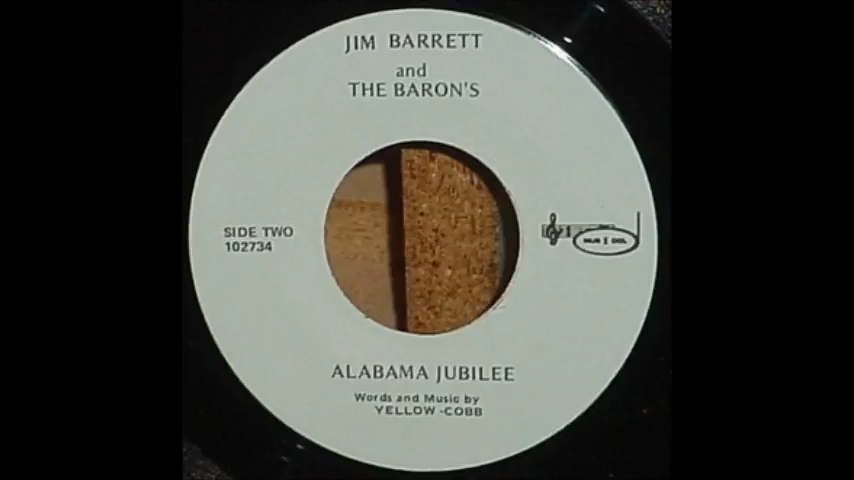 JIM BARRETT
and
THE BARON'S
SIDE TWO
102734
ALABAMA JUBILEE
Words and Music by
YELLOW-COBB